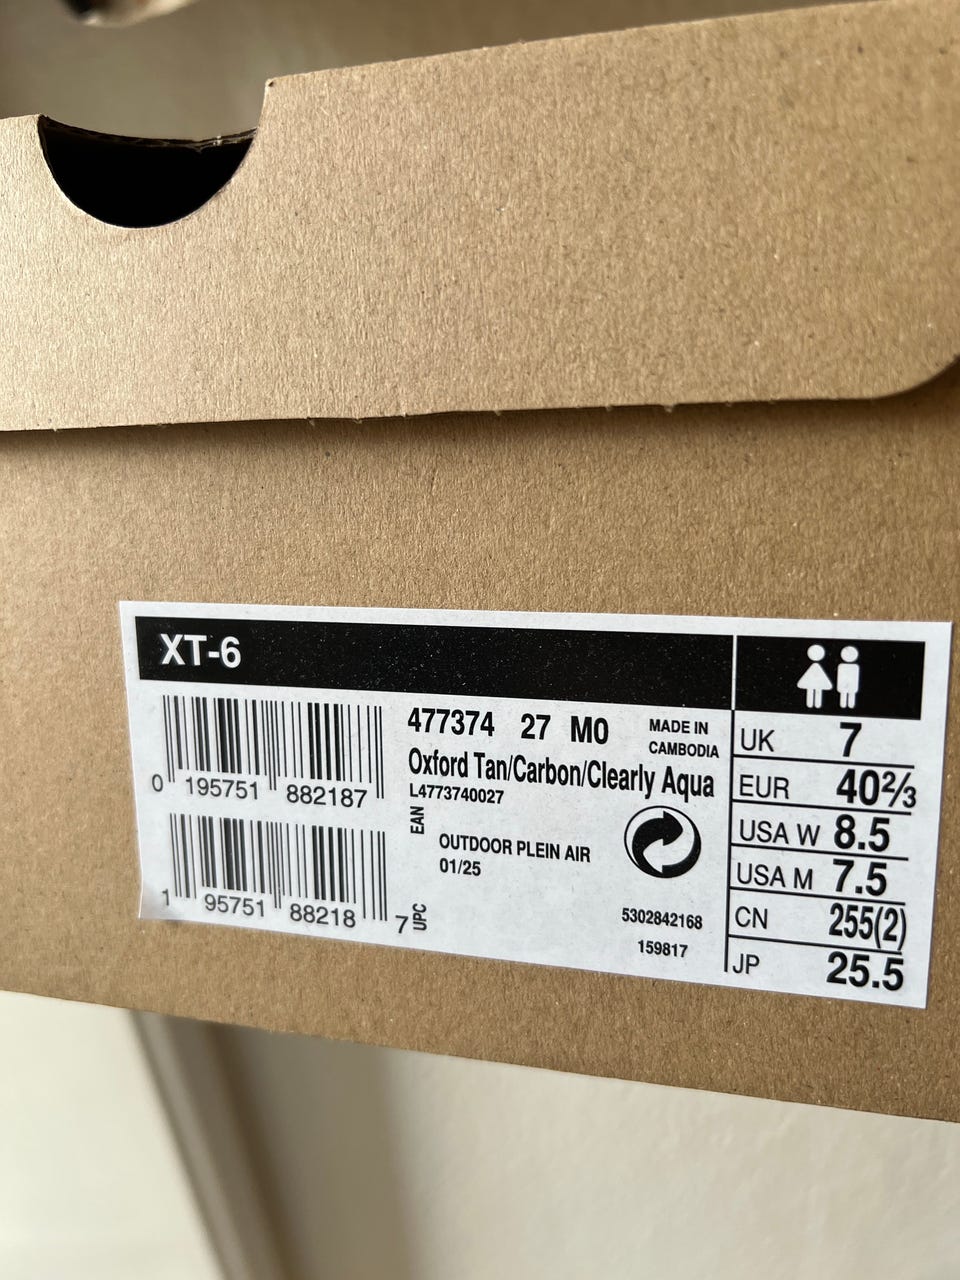 XT-6
0 195751 882187
1 95751 88218 7
EAN
UPC
477374 27 M0
MADE IN
CAMBODIA
Oxford Tan/Carbon/Clearly Aqua
L4773740027
OUTDOOR PLEIN AIR
01/25
5302842168
159817
UK 7
EUR 40⅔
USA W 8.5
USA M 7.5
CN 255(2)
JP 25.5